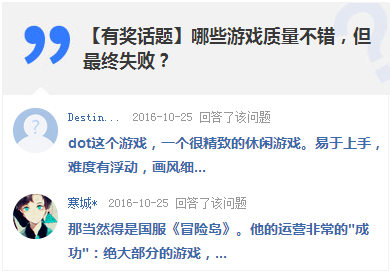 【有奖话题】哪些游戏质量不错，但
最终失败？
Destin... 2016-10-25 回答了该问题
dot这个游戏，一个很精致的休闲游戏。易于上手，
难度有浮动，画风细...
寒城* 2016-10-25 回答了该问题
那当然得是国服《冒险岛》。他的运营非常的"成
功"：绝大部分的游戏，...